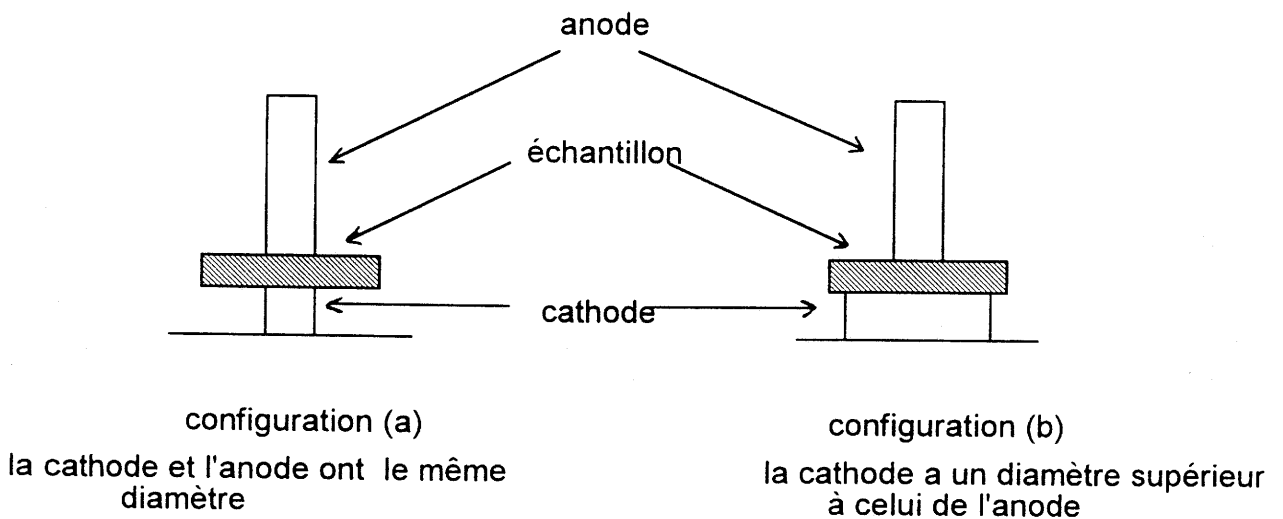 anode
échantillon
cathode
configuration (a)
la cathode et l'anode ont le même
diamètre
configuration (b)
la cathode a un diamètre supérieur
à celui de l'anode